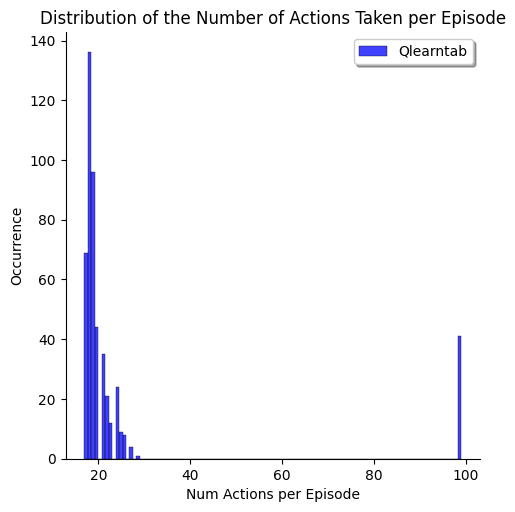 Distribution of the Number of Actions Taken per Episode
Qlearntab
140
120
100
80
60
40
20
0
Occurrence
20 40 60 80 100
Num Actions per Episode